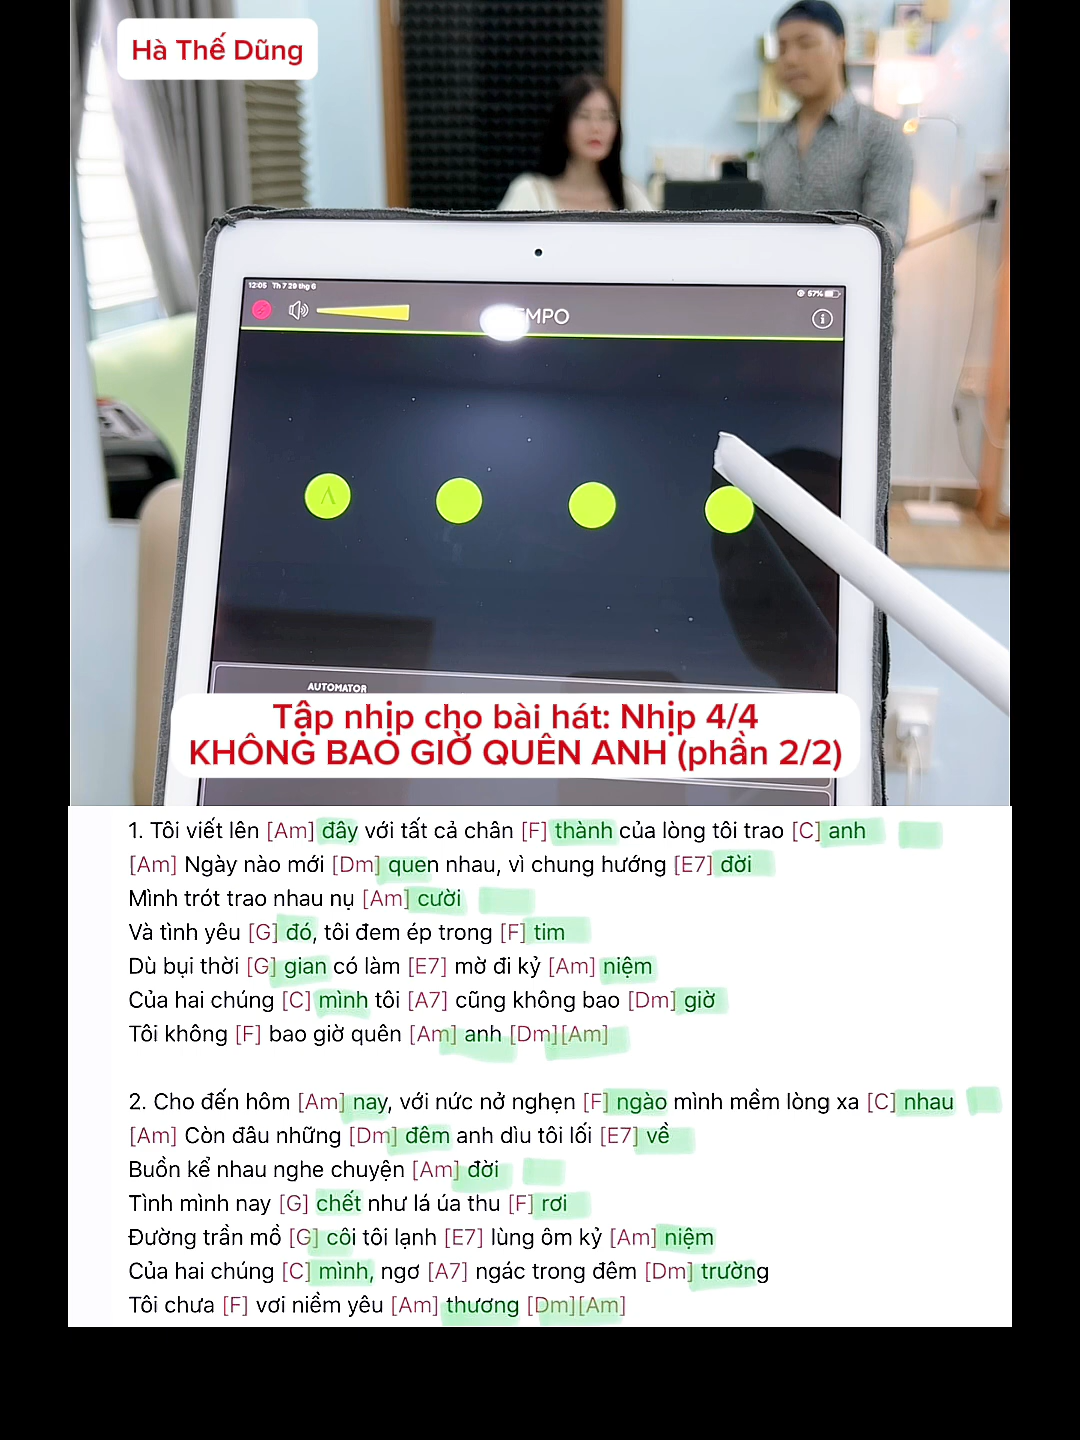 Hà Thế Dũng
12:05 Th 7 29 thg 6
57%
EMPO
AUTOMATOR
Tập nhịp cho bài hát: Nhịp 4/4
KHÔNG BAO GIỜ QUÊN ANH (phần 2/2)
1. Tôi viết lên [Am] đây với tất cả chân [F] thành của lòng tôi trao [C] anh
[Am] Ngày nào mới [Dm] quen nhau, vì chung hướng [E7] đời
Mình trót trao nhau nụ [Am] cười
Và tình yêu [G] đó, tôi đem ép trong [F] tim
Dù bụi thời [G] gian có làm [E7] mờ đi kỷ [Am] niệm
Của hai chúng [C] mình tôi [A7] cũng không bao [Dm] giờ
Tôi không [F] bao giờ quên [Am] anh [Dm][Am]
2. Cho đến hôm [Am] nay, với nức nở nghẹn [F] ngào mình mềm lòng xa [C] nhau
[Am] Còn đâu những [Dm] đêm anh dìu tôi lối [E7] về
Buồn kể nhau nghe chuyện [Am] đời
Tình mình nay [G] chết như lá úa thu [F] rơi
Đường trần mồ [G] côi tôi lạnh [E7] lùng ôm kỷ [Am] niệm
Của hai chúng [C] mình, ngơ [A7] ngác trong đêm [Dm] trường
Tôi chưa [F] vơi niềm yêu [Am] thương [Dm][Am]